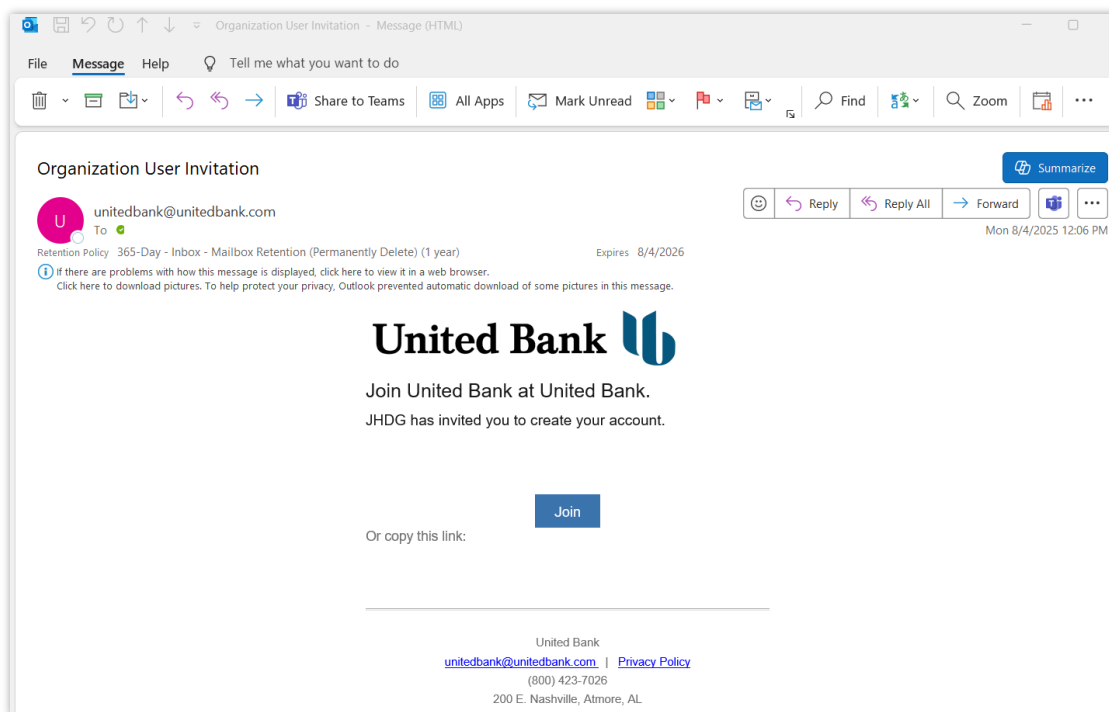 Organization User Invitation - Message (HTML)
File Message Help Tell me what you want to do
Share to Teams All Apps Mark Unread Find Zoom
Organization User Invitation
Summarize
U
unitedbank@unitedbank.com
Reply Reply All Forward
To
Mon 8/4/2025 12:06 PM
Retention Policy 365-Day - Inbox - Mailbox Retention (Permanently Delete) (1 year) Expires 8/4/2026
If there are problems with how this message is displayed, click here to view it in a web browser.
Click here to download pictures. To help protect your privacy, Outlook prevented automatic download of some pictures in this message.
United Bank
Join United Bank at United Bank.
JHDG has invited you to create your account.
Join
Or copy this link:
United Bank
unitedbank@unitedbank.com | Privacy Policy
(800) 423-7026
200 E. Nashville, Atmore, AL